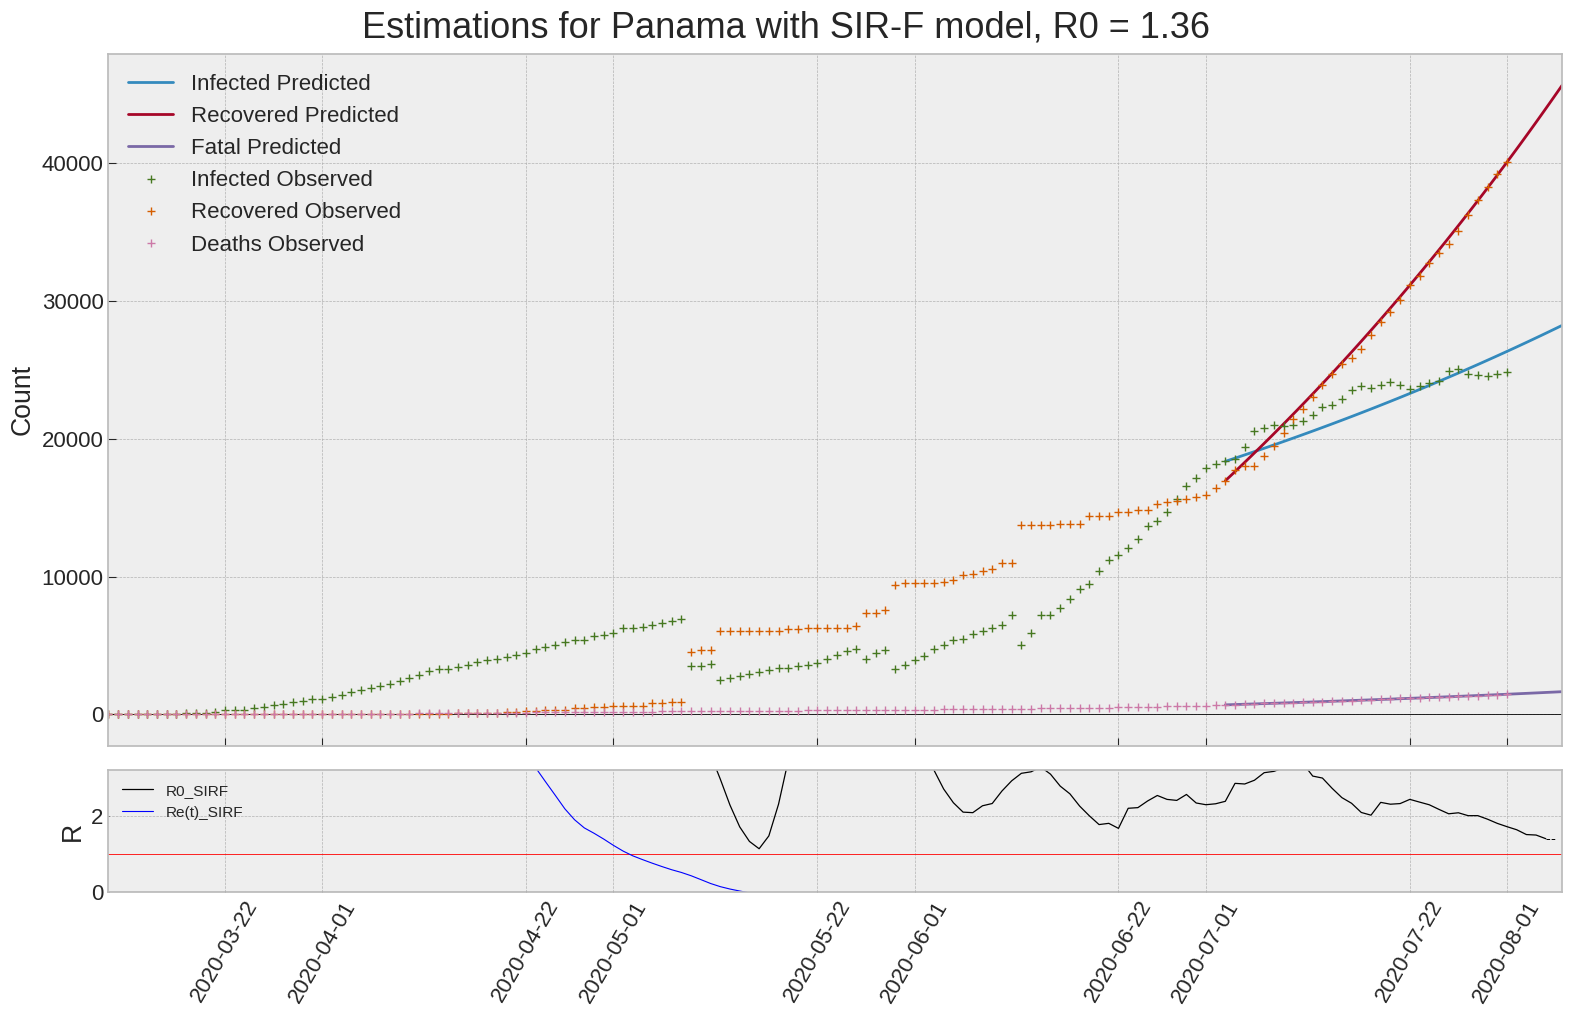 Estimations for Panama with SIR-F model, R0 = 1.36
Infected Predicted
Recovered Predicted
Fatal Predicted
Infected Observed
Recovered Observed
Deaths Observed
40000
30000
20000
10000
0
Count
R0_SIRF
Re(t)_SIRF
2
0
R
2020-03-22
2020-04-01
2020-04-22
2020-05-01
2020-05-22
2020-06-01
2020-06-22
2020-07-01
2020-07-22
2020-08-01